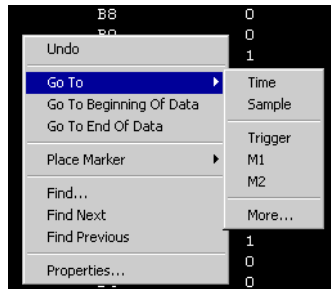 B8 0
B9 0
Undo
1
Go To
Time
Go To Beginning Of Data
Sample
Go To End Of Data
Trigger
Place Marker
M1
M2
Find...
Find Next
More...
Find Previous
1
0
Properties...
0